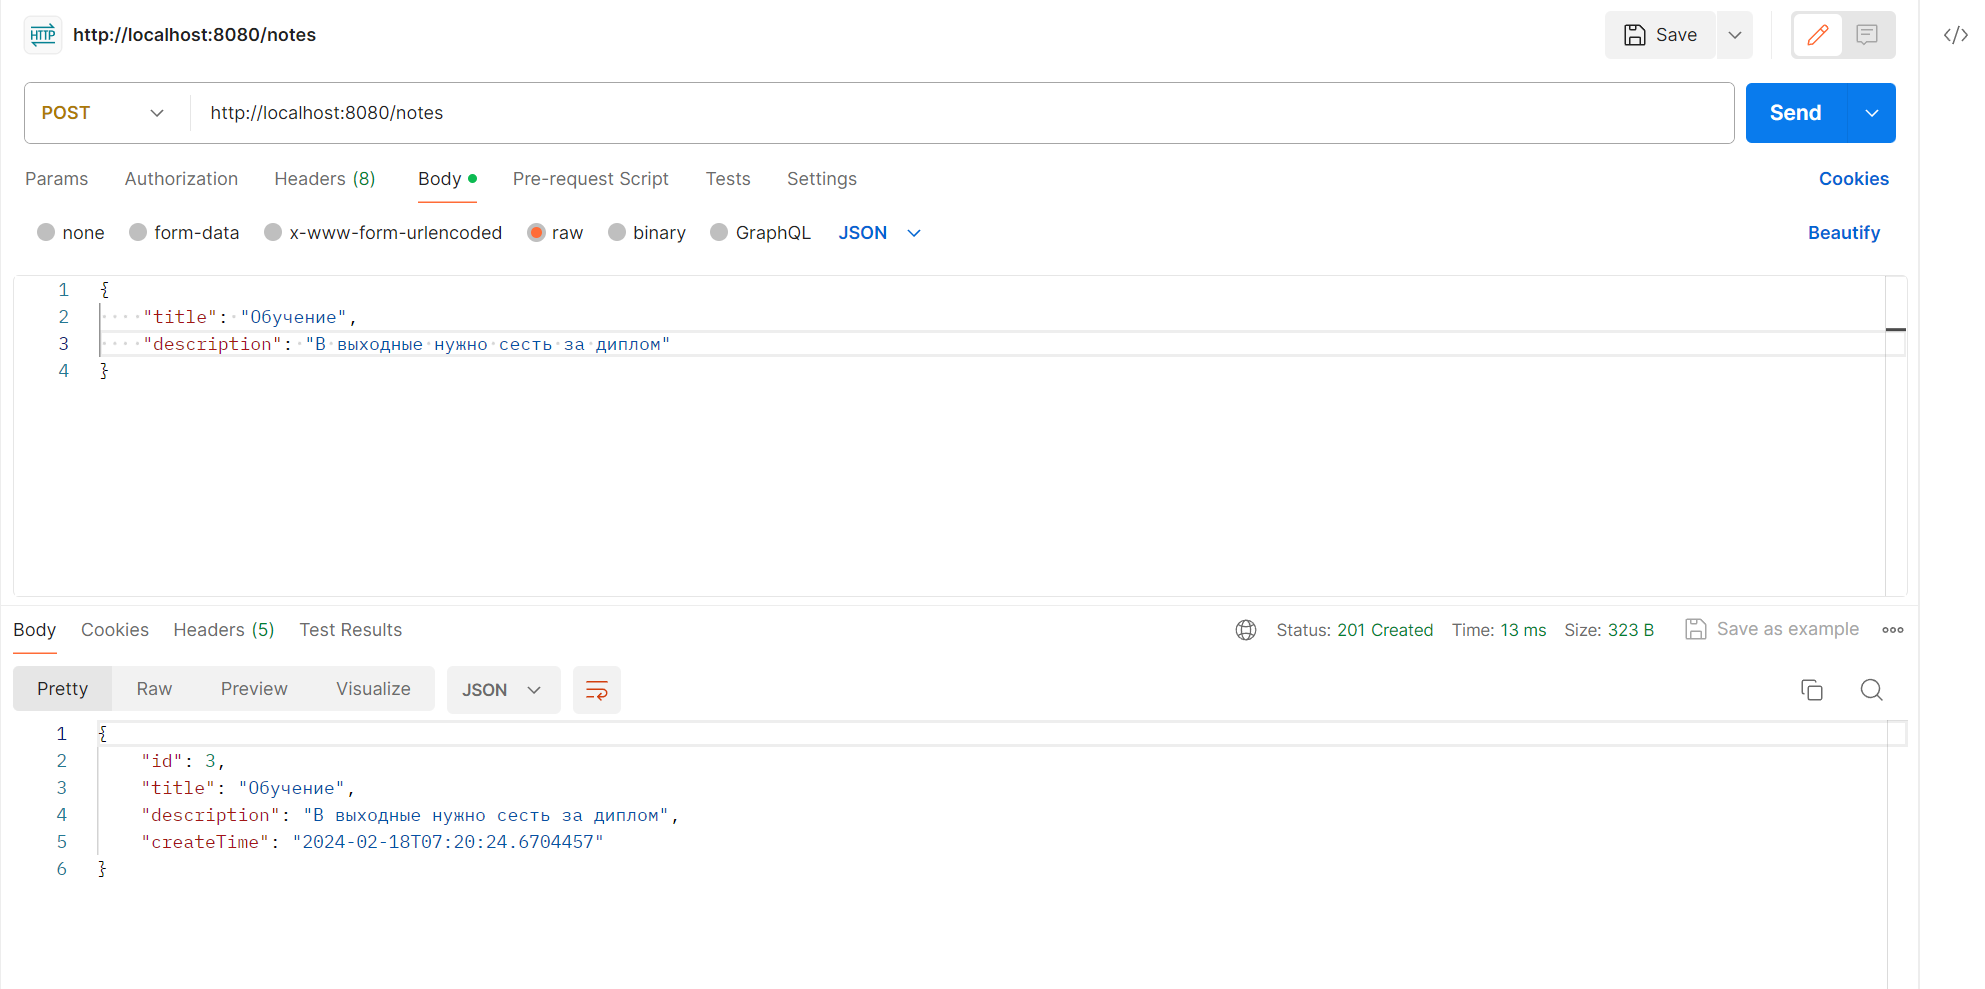 HTTP http://localhost:8080/notes Save
POST http://localhost:8080/notes Send
Params Authorization Headers (8) Body Pre-request Script Tests Settings Cookies
none form-data x-www-form-urlencoded raw binary GraphQL JSON Beautify
1 {
2 "title": "Обучение",
3 "description": "В выходные нужно сесть за диплом"
4 }
Body Cookies Headers (5) Test Results Status: 201 Created Time: 13 ms Size: 323 B Save as example
Pretty Raw Preview Visualize JSON
1 {
2 "id": 3,
3 "title": "Обучение",
4 "description": "В выходные нужно сесть за диплом",
5 "createTime": "2024-02-18T07:20:24.6704457"
6 }